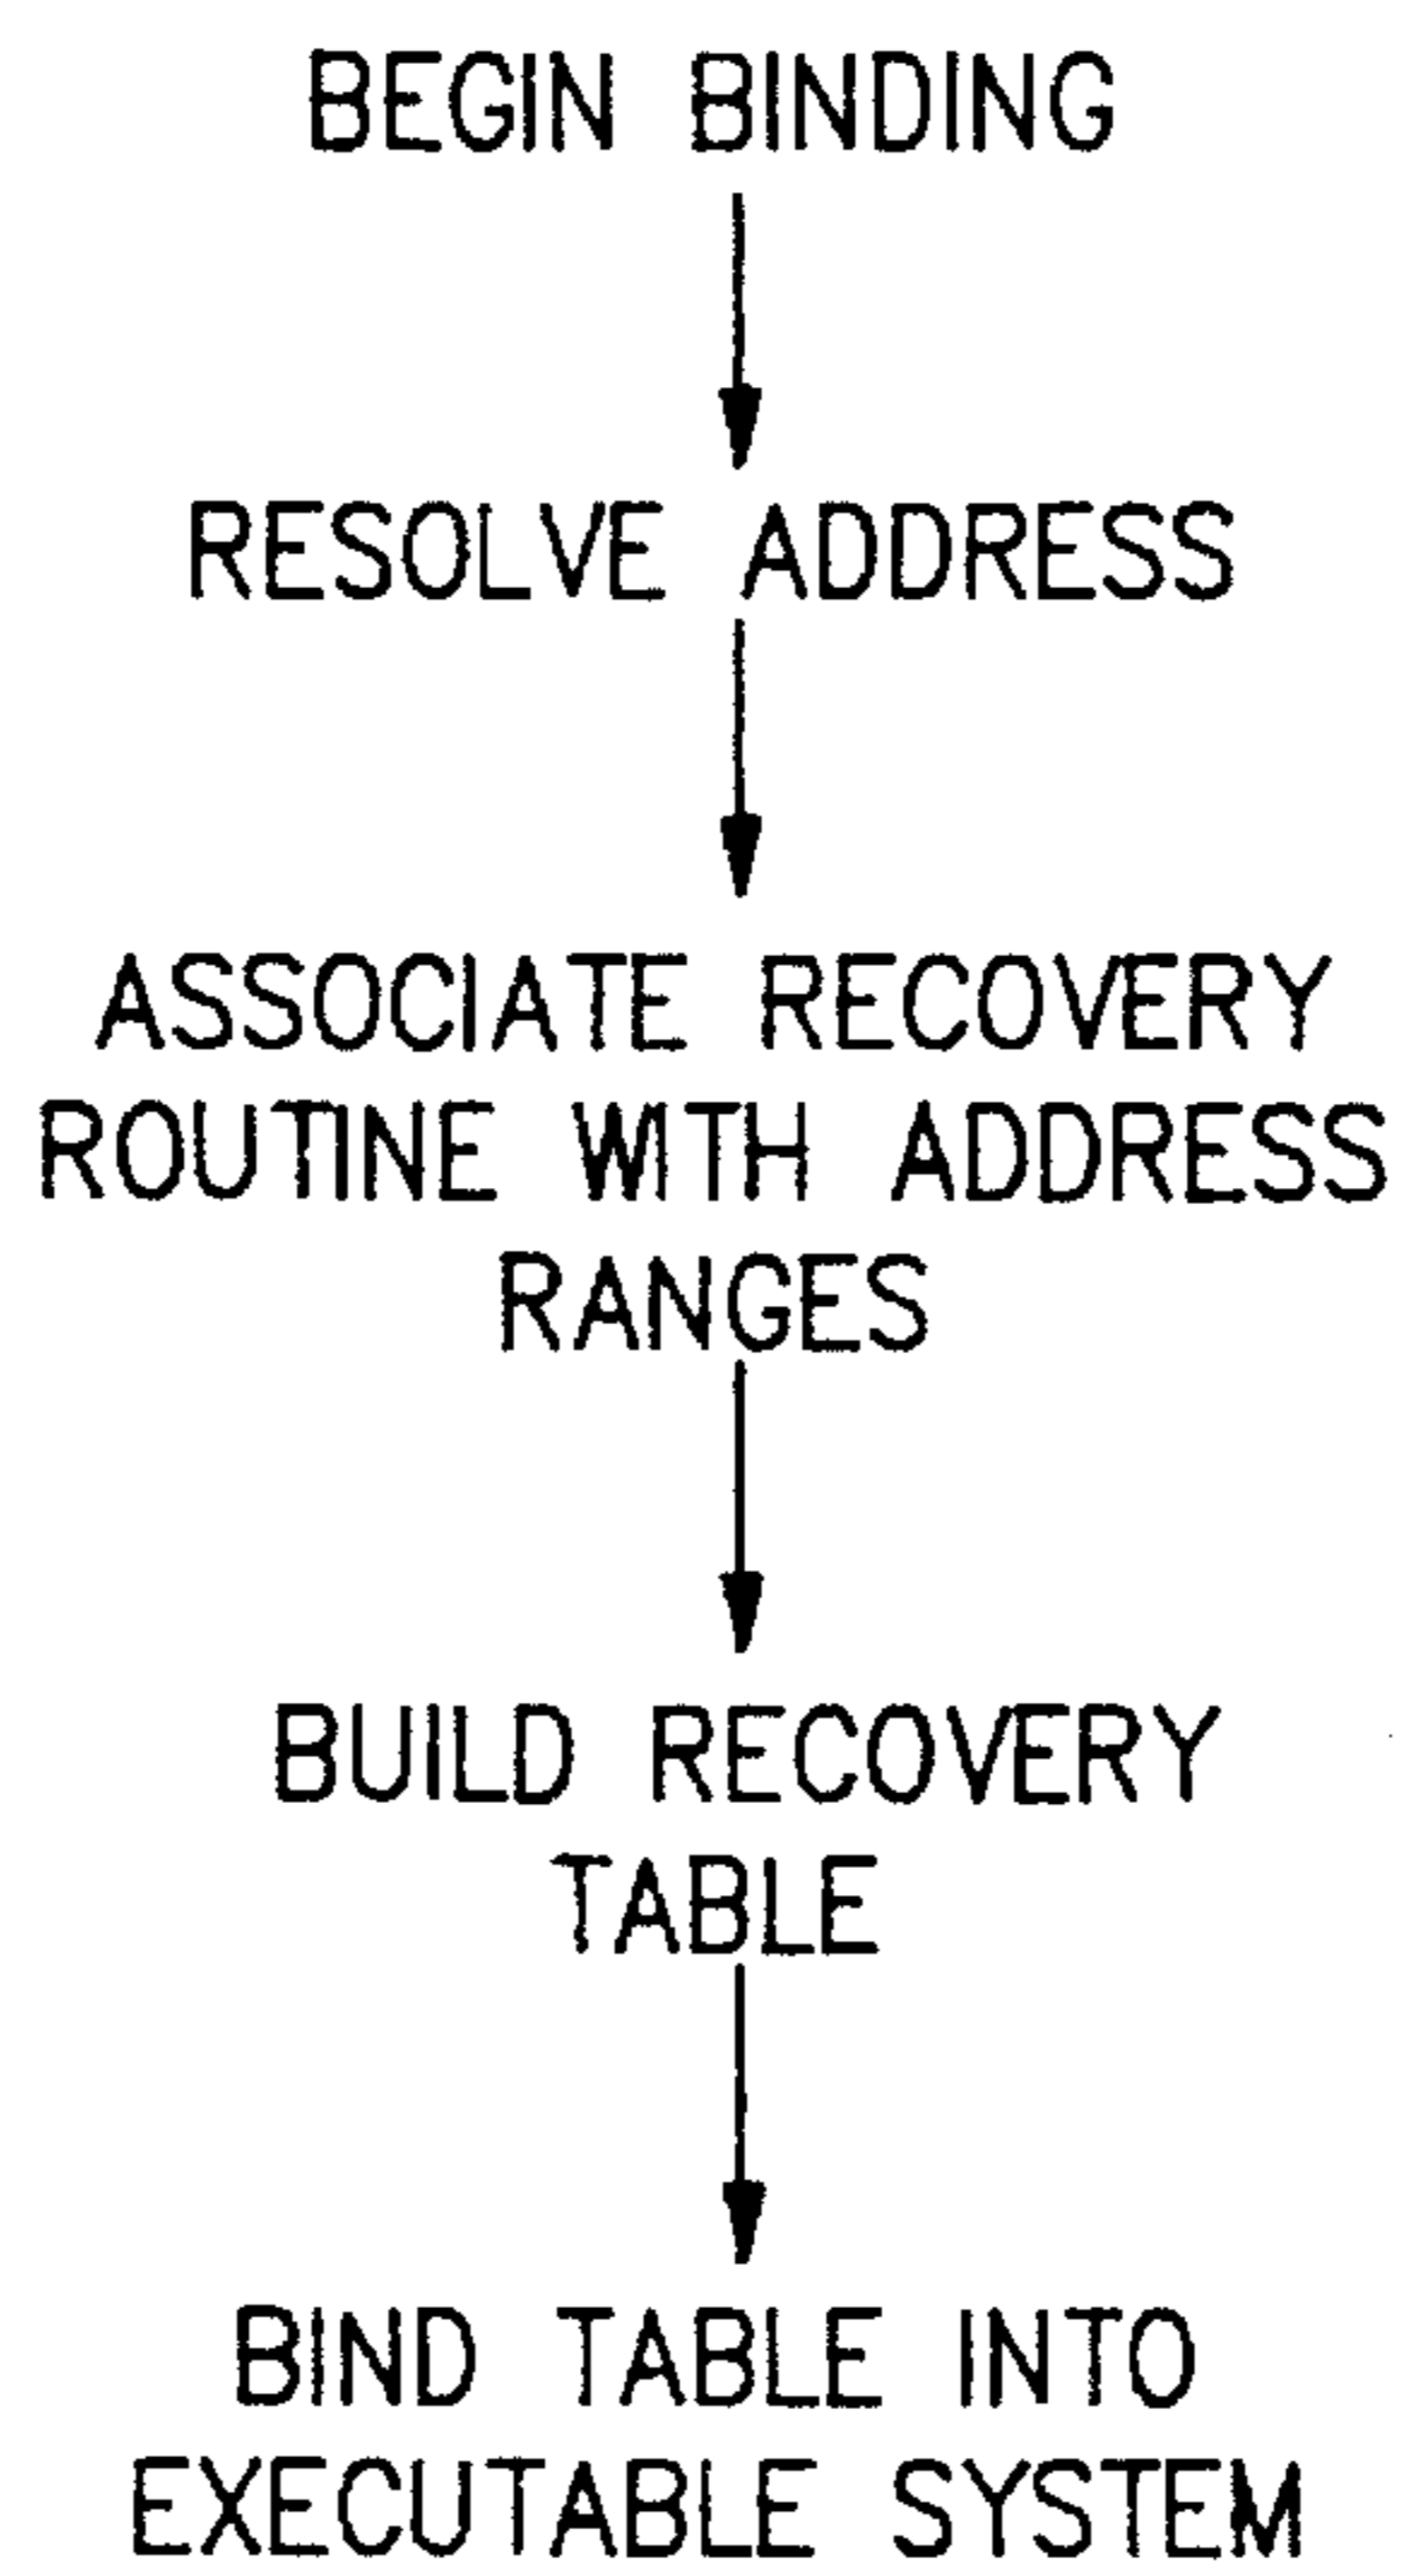 BEGIN BINDING
RESOLVE ADDRESS
ASSOCIATE RECOVERY
ROUTINE WITH ADDRESS
RANGES
BUILD RECOVERY
TABLE
BIND TABLE INTO
EXECUTABLE SYSTEM